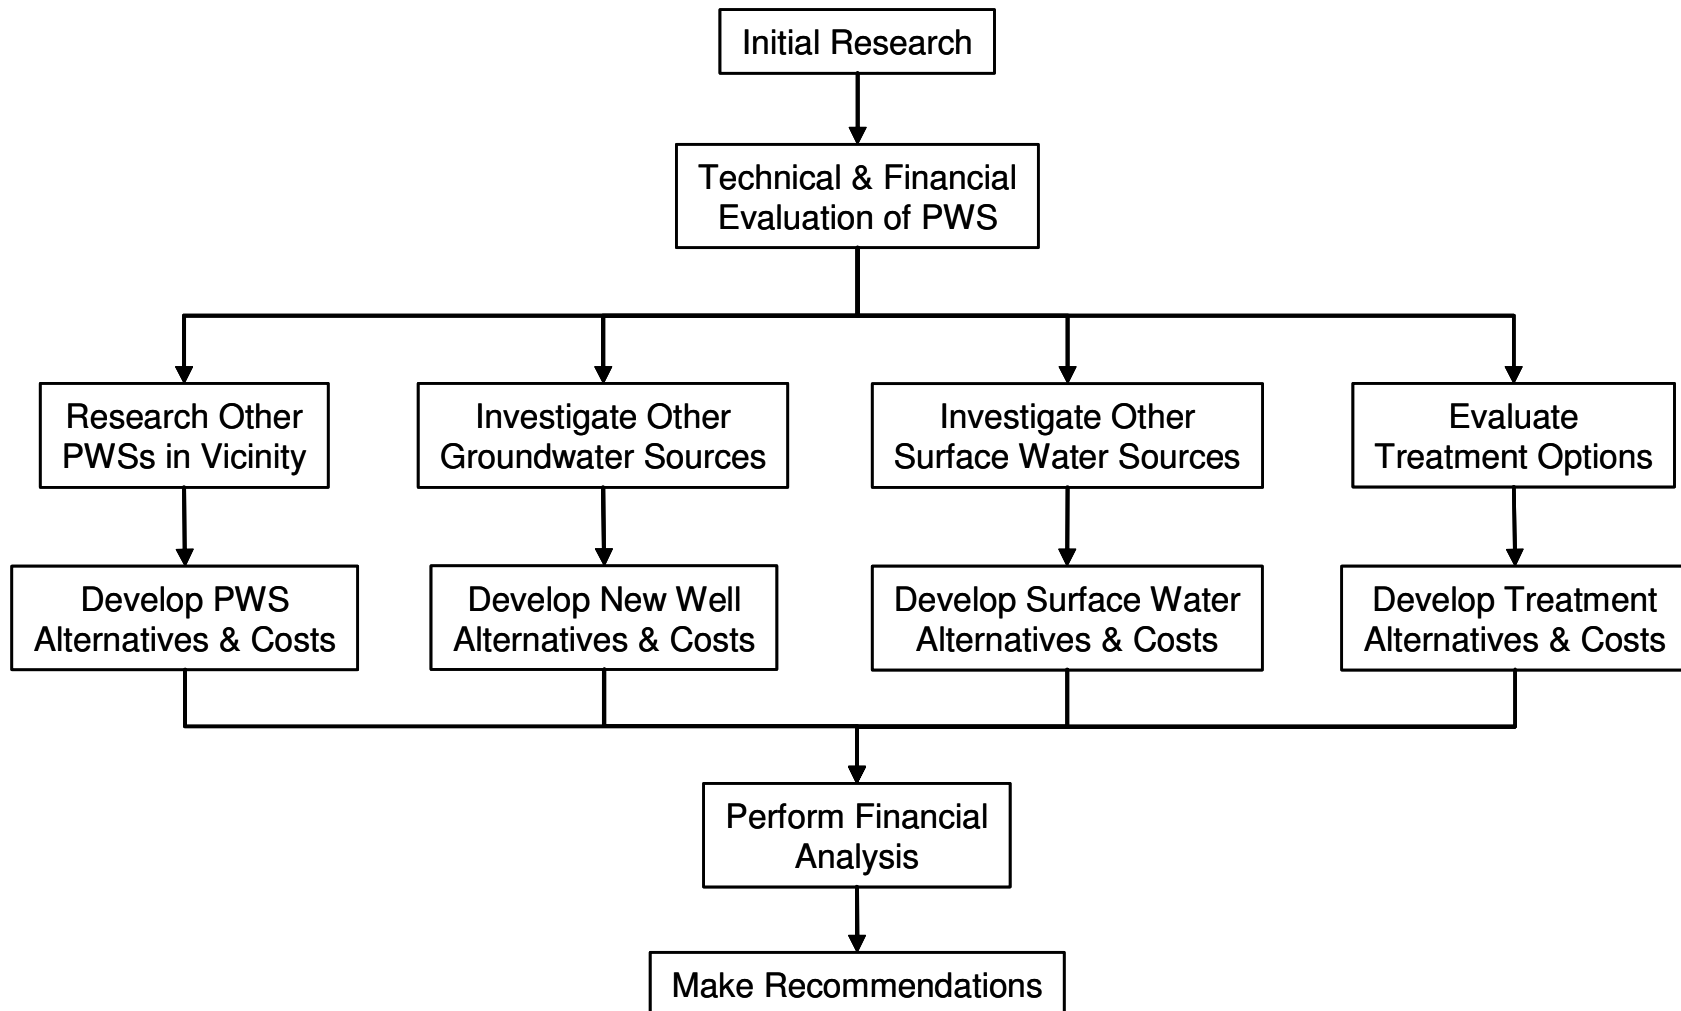 Initial Research
Technical & Financial
Evaluation of PWS
Research Other
PWSs in Vicinity
Investigate Other
Groundwater Sources
Investigate Other
Surface Water Sources
Evaluate
Treatment Options
Develop PWS
Alternatives & Costs
Develop New Well
Alternatives & Costs
Develop Surface Water
Alternatives & Costs
Develop Treatment
Alternatives & Costs
Perform Financial
Analysis
Make Recommendations